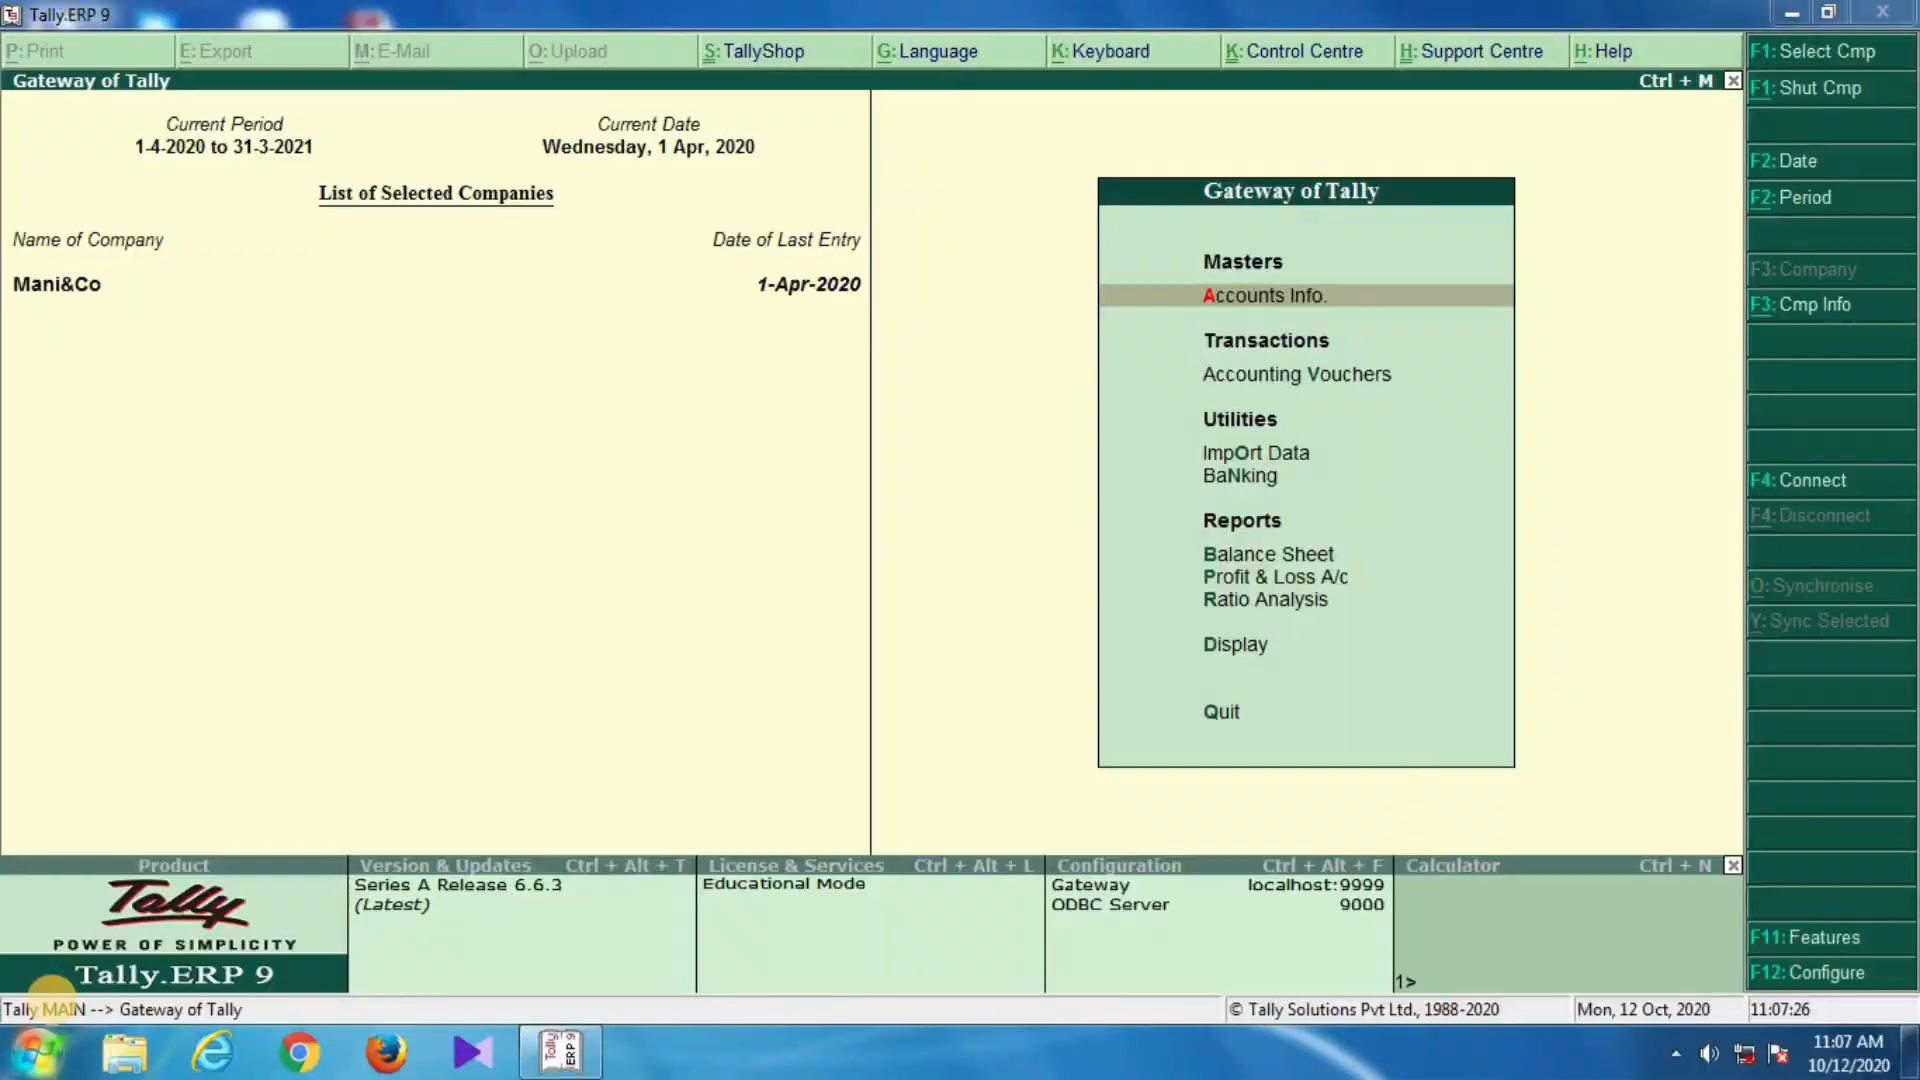 Tally.ERP 9
P: Print
E: Export
M: E-Mail
O: Upload
S: TallyShop
G: Language
K: Keyboard
K: Control Centre
H: Support Centre
H: Help
Gateway of Tally
Ctrl + M
Current Period
1-4-2020 to 31-3-2021
Current Date
Wednesday, 1 Apr, 2020
List of Selected Companies
Name of Company
Date of Last Entry
Mani&Co
1-Apr-2020
Gateway of Tally
Masters
Accounts Info.
Transactions
Accounting Vouchers
Utilities
ImpOrt Data
BaNking
Reports
Balance Sheet
Profit & Loss A/c
Ratio Analysis
Display
Quit
F1: Select Cmp
F1: Shut Cmp
F2: Date
F2: Period
F3: Company
F3: Cmp Info
F4: Connect
F4: Disconnect
O: Synchronise
Y: Sync Selected
F11: Features
F12: Configure
Product
Tally
POWER OF SIMPLICITY
Tally.ERP 9
Version & Updates Ctrl + Alt + T
Series A Release 6.6.3
(Latest)
License & Services Ctrl + Alt + L
Educational Mode
Configuration Ctrl + Alt + F
Gateway localhost:9999
ODBC Server 9000
Calculator Ctrl + N
1>
Tally MAIN --> Gateway of Tally
© Tally Solutions Pvt Ltd., 1988-2020
Mon, 12 Oct, 2020
11:07:26
Tally
ERP 9
11:07 AM
10/12/2020